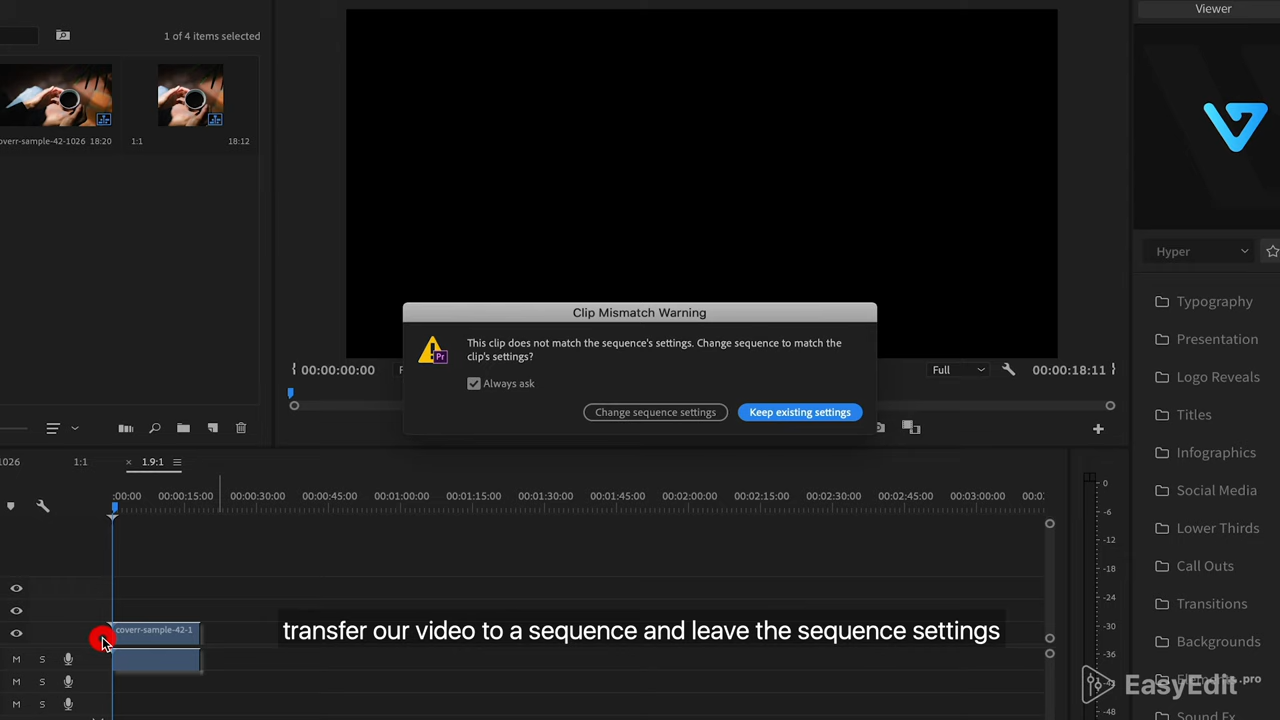 Viewer
1 of 4 items selected
overr-sample-42-1026 18:20
1:1 18:12
Hyper
Typography
Presentation
Logo Reveals
Titles
Infographics
Social Media
Lower Thirds
Call Outs
Transitions
Backgrounds
Sound Fx
Clip Mismatch Warning
This clip does not match the sequence's settings. Change sequence to match the
clip's settings?
Pr
Always ask
Change sequence settings
Keep existing settings
00:00:00:00
F
Full
00:00:18:11
1026
1:1
× 1.9:1
:00:00 00:00:15:00 00:00:30:00 00:00:45:00 00:01:00:00 00:01:15:00 00:01:30:00 00:01:45:00 00:02:00:00 00:02:15:00 00:02:30:00 00:02:45:00 00:03:00:00
0
-6
-12
-18
-24
-30
-36
-42
-48
coverr-sample-42-1
M S
M S
M S
transfer our video to a sequence and leave the sequence settings
EasyEdit .pro